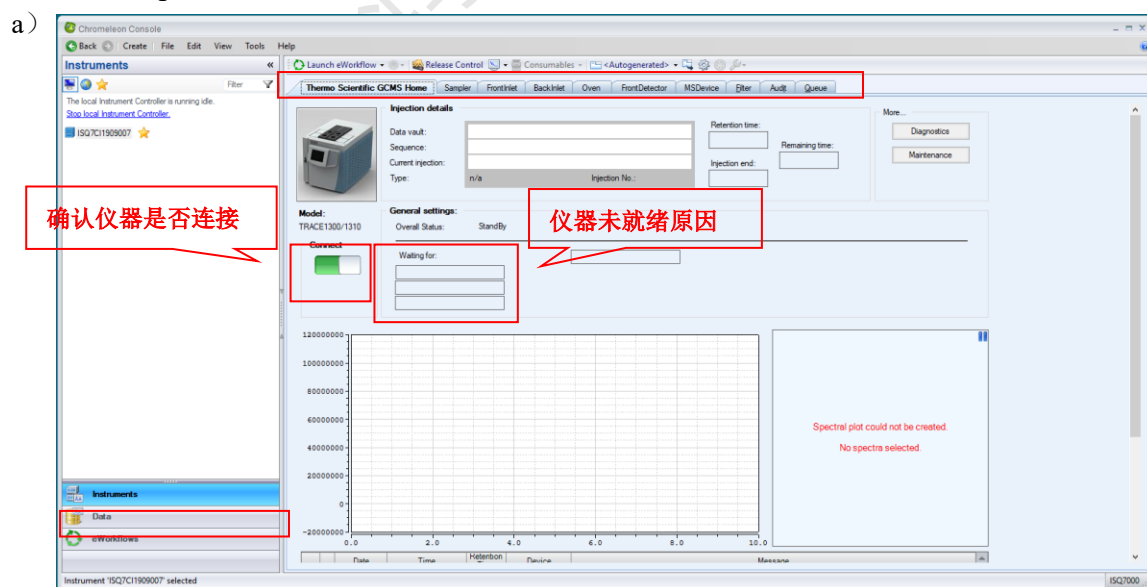 a）
Chromeleon Console
Back Create File Edit View Tools Help
Instruments «
Launch eWorkflow Release Control Consumables <Autogenerated>
Filter
Thermo Scientific GCMS Home Sampler FrontInlet BackInlet Oven FrontDetector MSDevice Filter Audit Queue
The local Instrument Controller is running idle.
Stop local Instrument Controller.
ISQ7CI1909007
Injection details
Data vault:
Sequence:
Current injection:
Type: n/a Injection No.:
Retention time:
Remaining time:
Injection end:
More...
Diagnostics
Maintenance
确认仪器是否连接
仪器未就绪原因
Model:
TRACE1300/1310
General settings:
Overall Status: StandBy
Connect
Waiting for:
120000000
100000000
80000000
60000000
40000000
20000000
0
-20000000
0.0 2.0 4.0 6.0 8.0 10.0
Spectral plot could not be created.
No spectra selected.
Instruments
Data
eWorkflows
Date Time Retention Device Message
Instrument 'ISQ7CI1909007' selected
ISQ7000